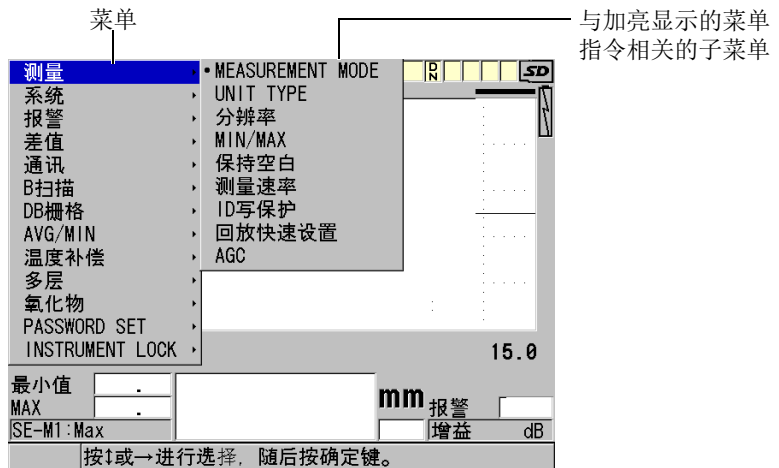 菜单
与加亮显示的菜单
指令相关的子菜单
测量
系统
报警
差值
通讯
B扫描
DB栅格
AVG/MIN
温度补偿
多层
氧化物
PASSWORD SET
INSTRUMENT LOCK
•MEASUREMENT MODE
UNIT TYPE
分辨率
MIN/MAX
保持空白
测量速率
ID写保护
回放快速设置
AGC
DN
SD
15.0
最小值 .
MAX .
mm
报警
SE-M1:Max
增益 dB
按↕或→进行选择，随后按确定键。